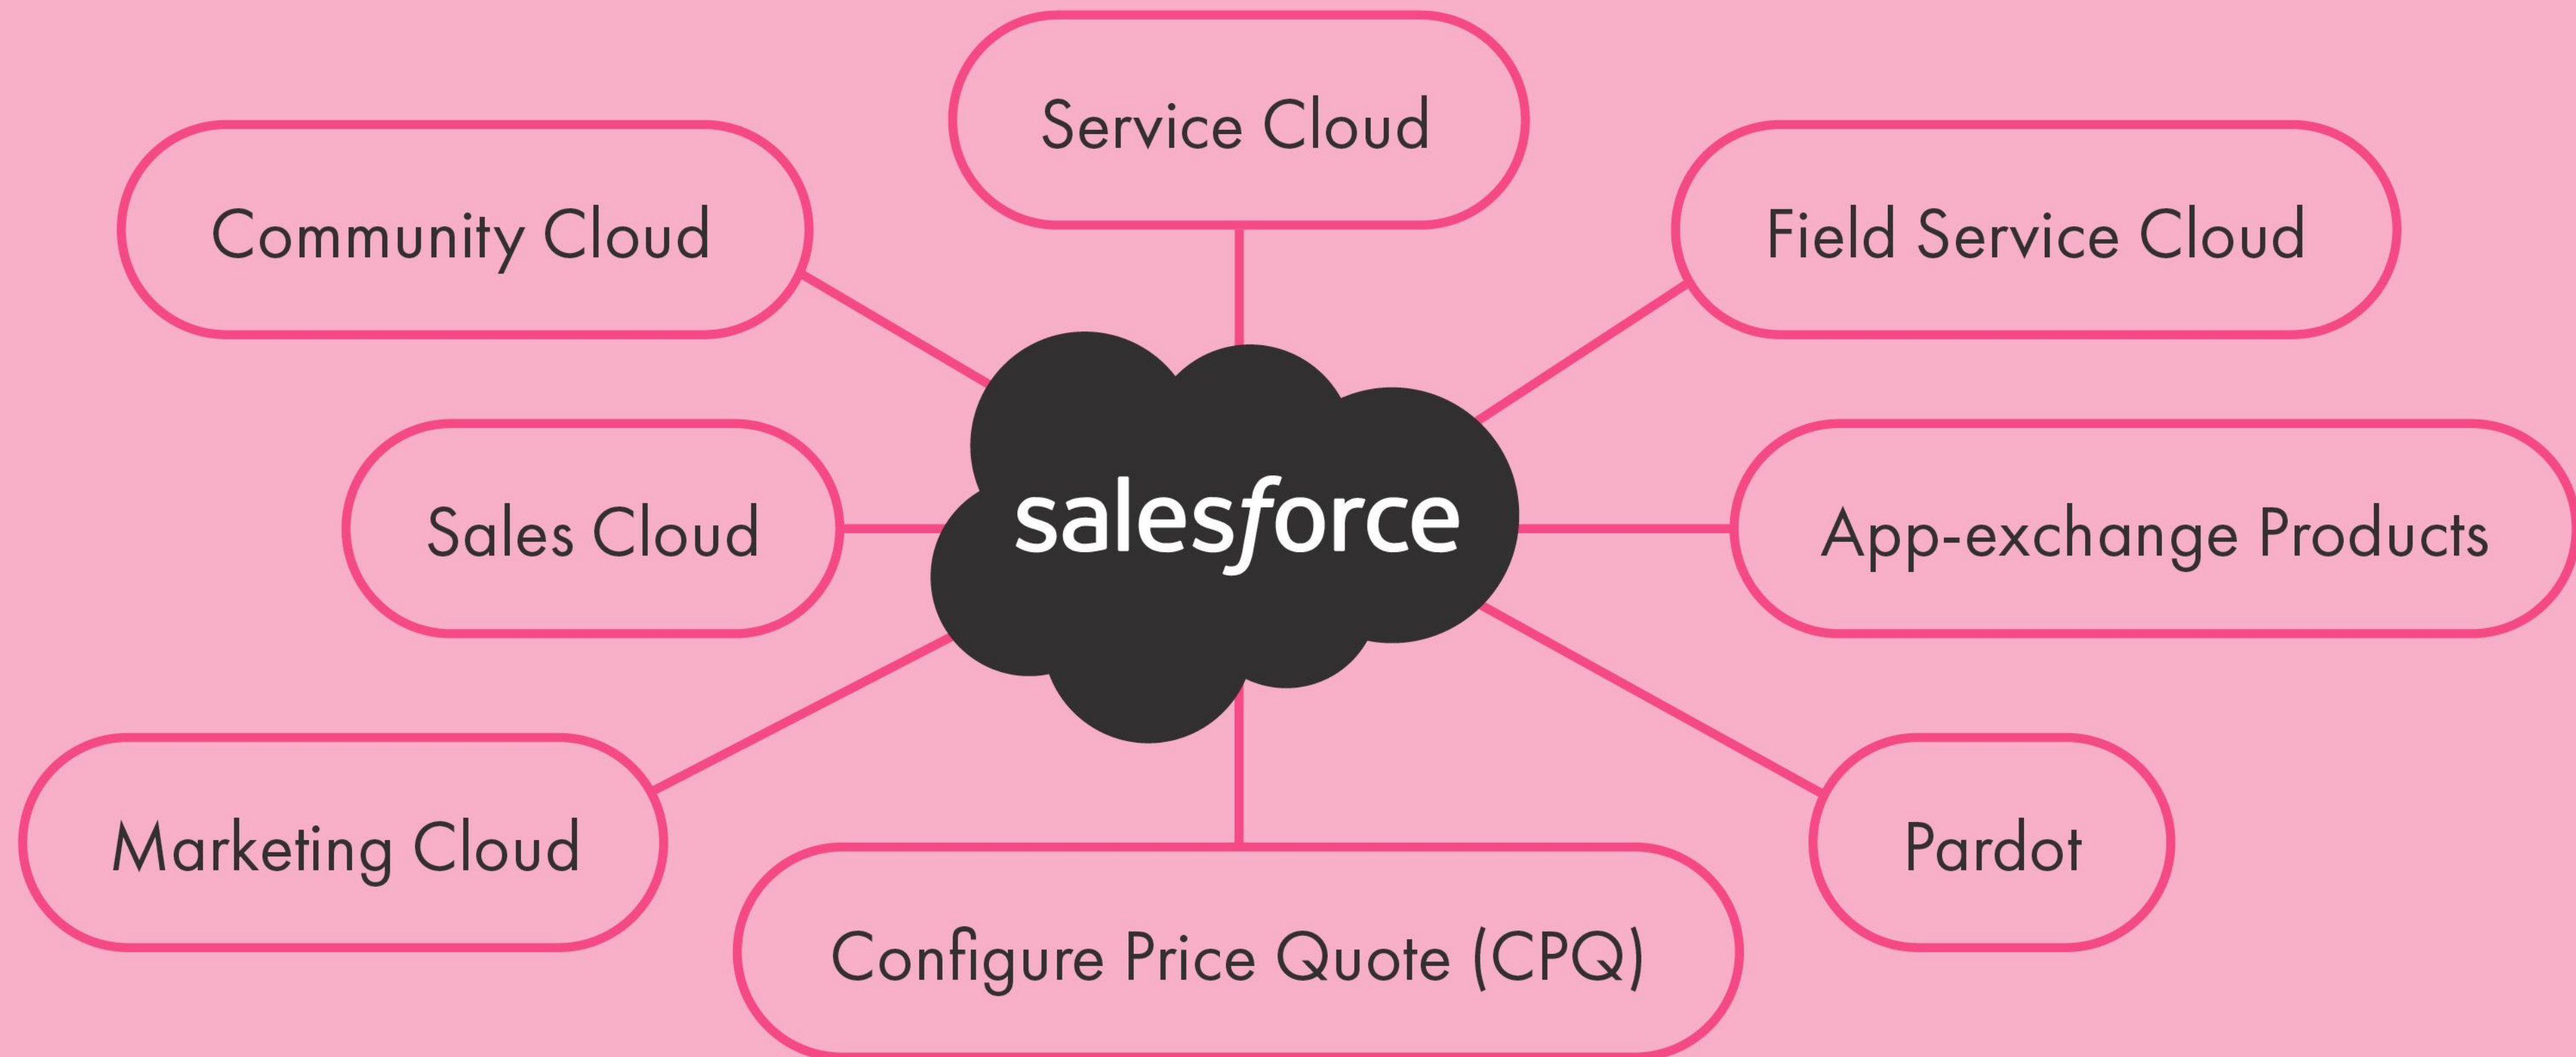 Service Cloud
Community Cloud
Field Service Cloud
Sales Cloud
salesforce
App-exchange Products
Marketing Cloud
Pardot
Configure Price Quote (CPQ)